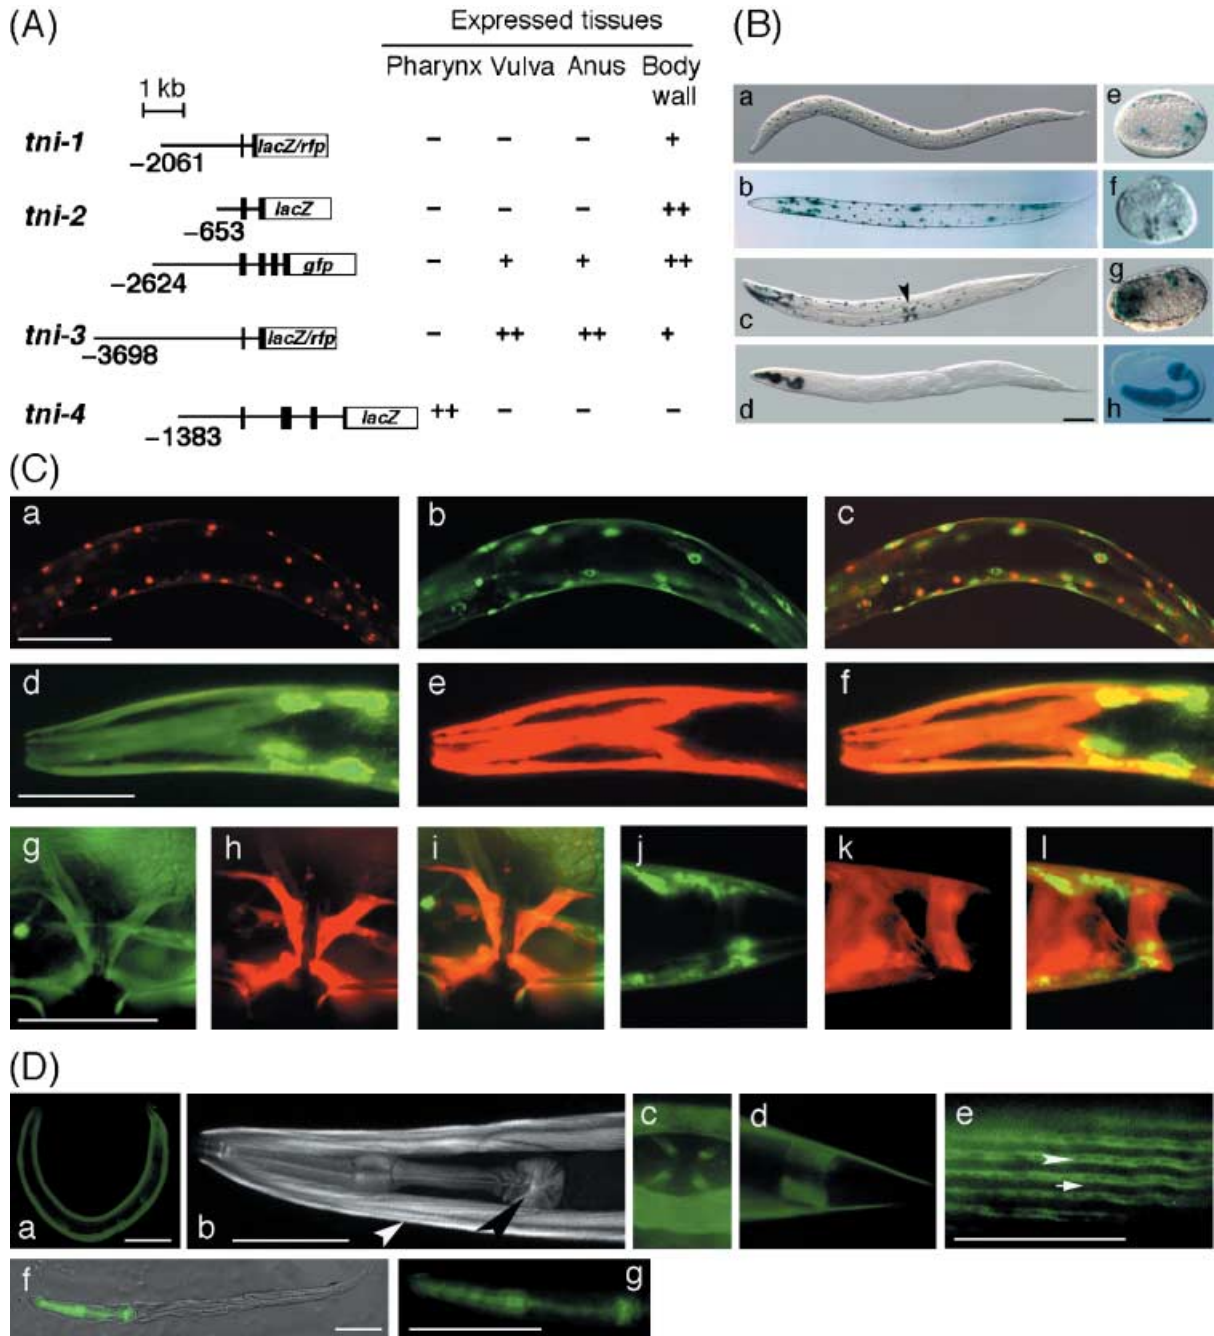 (A)
Expressed tissues
Pharynx Vulva Anus Body wall
1 kb
tni-1 lacZ/rfp − − − +
−2061
tni-2 lacZ − − − ++
−653
gfp − + + ++
−2624
tni-3 lacZ/rfp − ++ ++ +
−3698
tni-4 lacZ ++ − − −
−1383
(B)
a e
b f
c g
d h
(C)
a b c
d e f
g h i j k l
(D)
a b c d e
f g